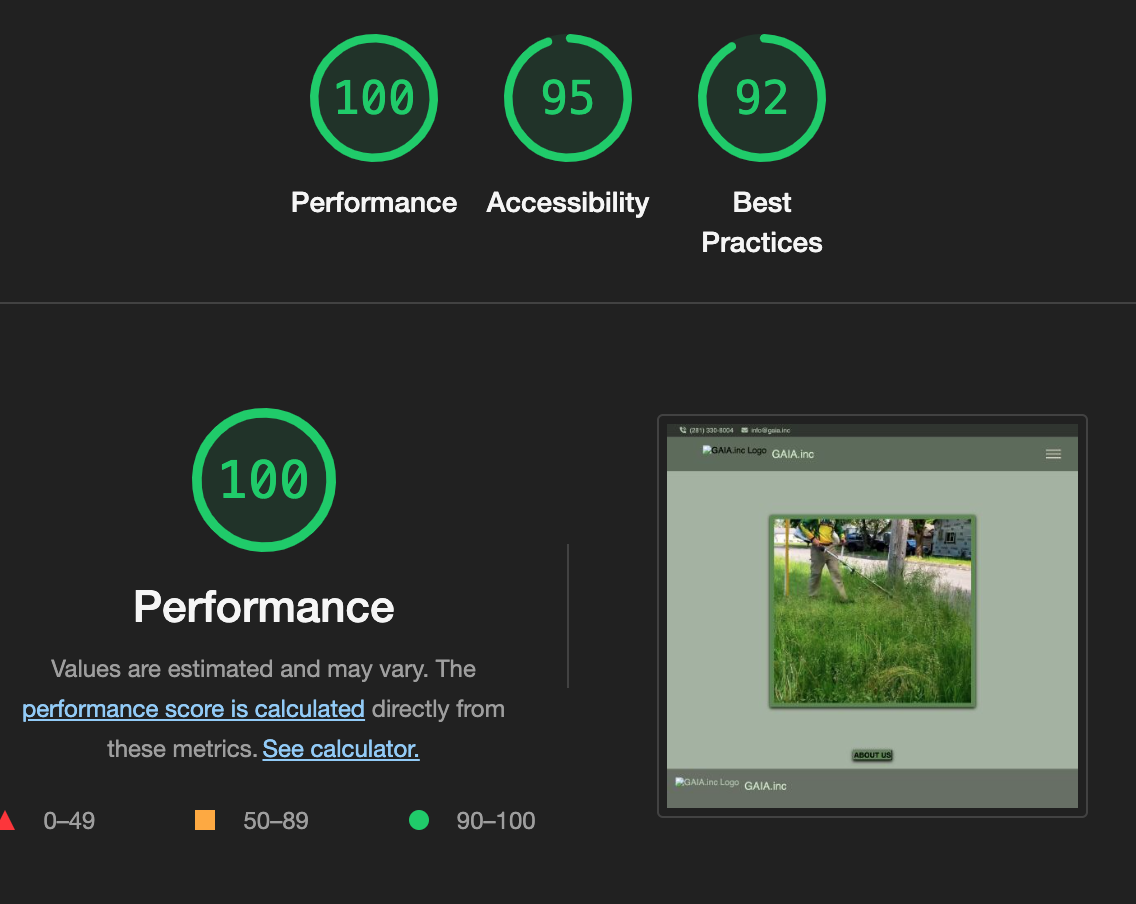 100
95
92
Performance
Accessibility
Best
Practices
100
Performance
Values are estimated and may vary. The
performance score is calculated directly from
these metrics. See calculator.
0–49
50–89
90–100
(281) 330-8004
info@gaia.inc
GAIA.inc Logo
GAIA.inc
ABOUT US
GAIA.inc Logo
GAIA.inc